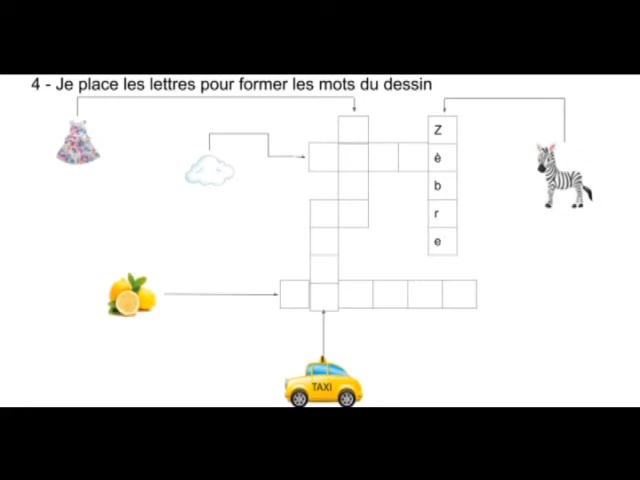 4 - Je place les lettres pour former les mots du dessin
Z
è
b
r
e
TAXI